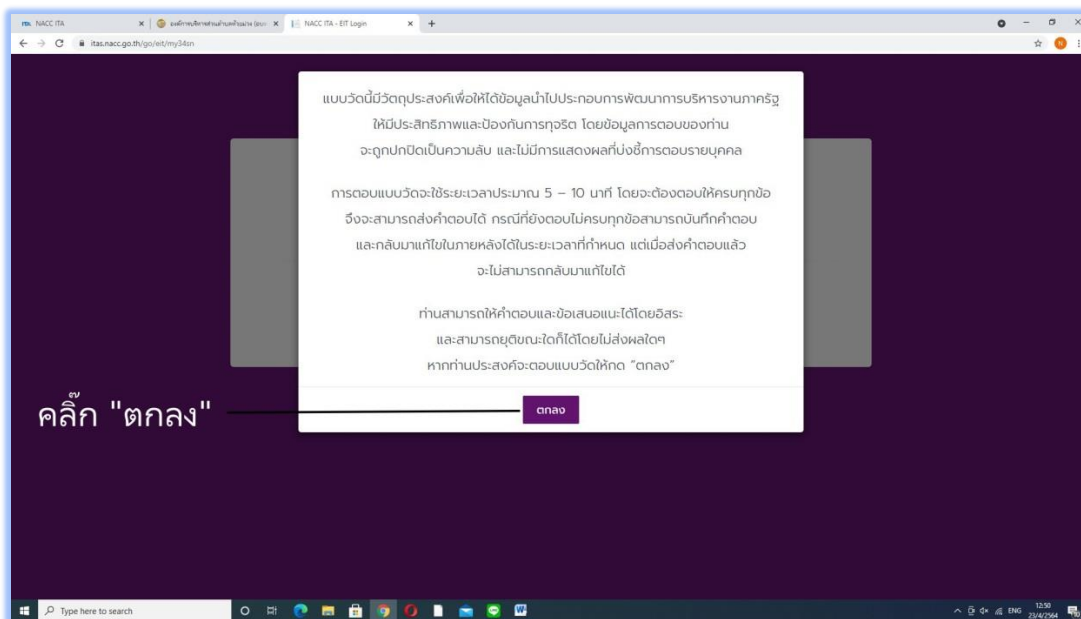 NACC ITA
NACC ITA - EIT Login
itas.nacc.go.th/go/eit/my34sn
N
แบบวัดนี้มีวัตถุประสงค์เพื่อให้ได้ข้อมูลนำไปประกอบการพัฒนาการบริหารงานภาครัฐ
ให้มีประสิทธิภาพและป้องกันการทุจริต โดยข้อมูลการตอบของท่าน
จะถูกปกปิดเป็นความลับ และไม่มีการแสดงผลที่บ่งชี้การตอบรายบุคคล
การตอบแบบวัดจะใช้ระยะเวลาประมาณ 5 – 10 นาที โดยจะต้องตอบให้ครบทุกข้อ
จึงจะสามารถส่งคำตอบได้ กรณีที่ยังตอบไม่ครบทุกข้อสามารถบันทึกคำตอบ
และกลับมาแก้ไขในภายหลังได้ในระยะเวลาที่กำหนด แต่เมื่อส่งคำตอบแล้ว
จะไม่สามารถกลับมาแก้ไขได้
ท่านสามารถให้คำตอบและข้อเสนอแนะได้โดยอิสระ
และสามารถยุติขณะใดก็ได้โดยไม่ส่งผลใดๆ
หากท่านประสงค์จะตอบแบบวัดให้กด "ตกลง"
ตกลง
คลิ๊ก "ตกลง"
Type here to search
ENG
12:50
23/4/2564